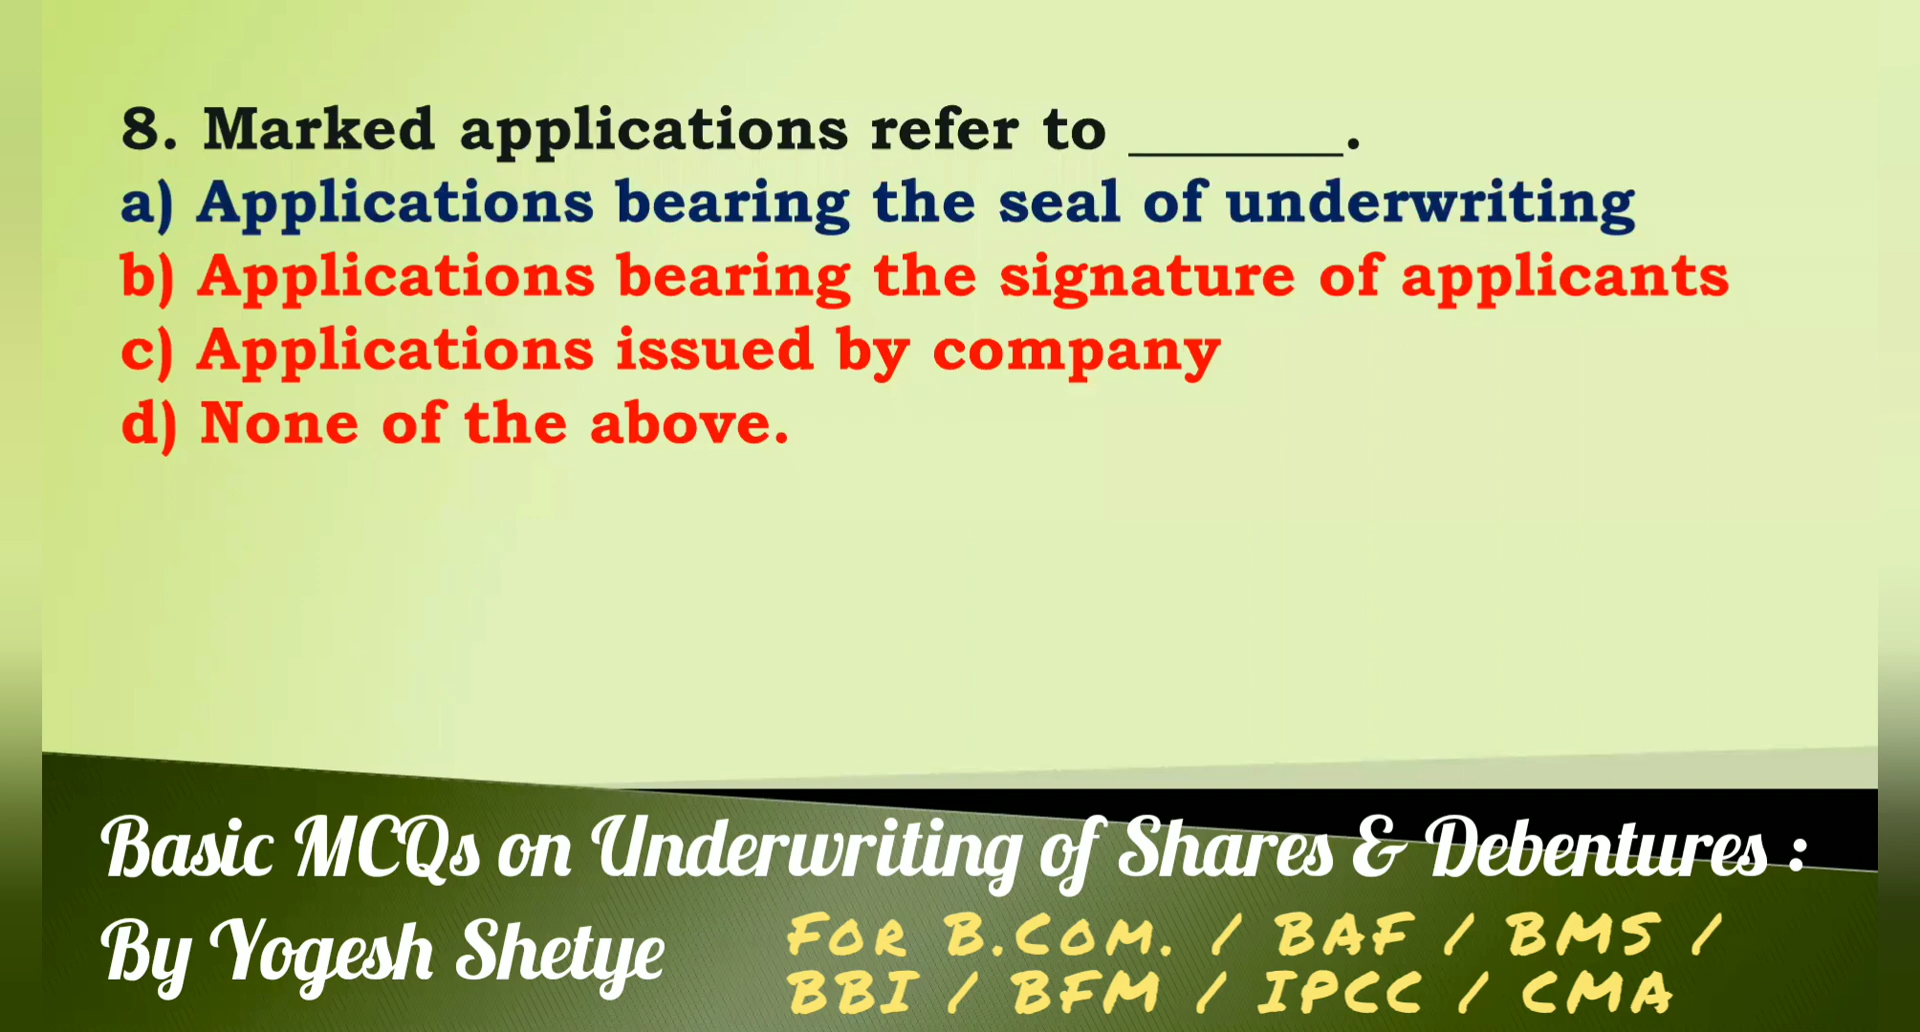 8. Marked applications refer to ________.
a) Applications bearing the seal of underwriting
b) Applications bearing the signature of applicants
c) Applications issued by company
d) None of the above.
Basic MCQs on Underwriting of Shares & Debentures :
By Yogesh Shetye
FOR B.COM. / BAF / BMS /
BBI / BFM / IPCC / CMA